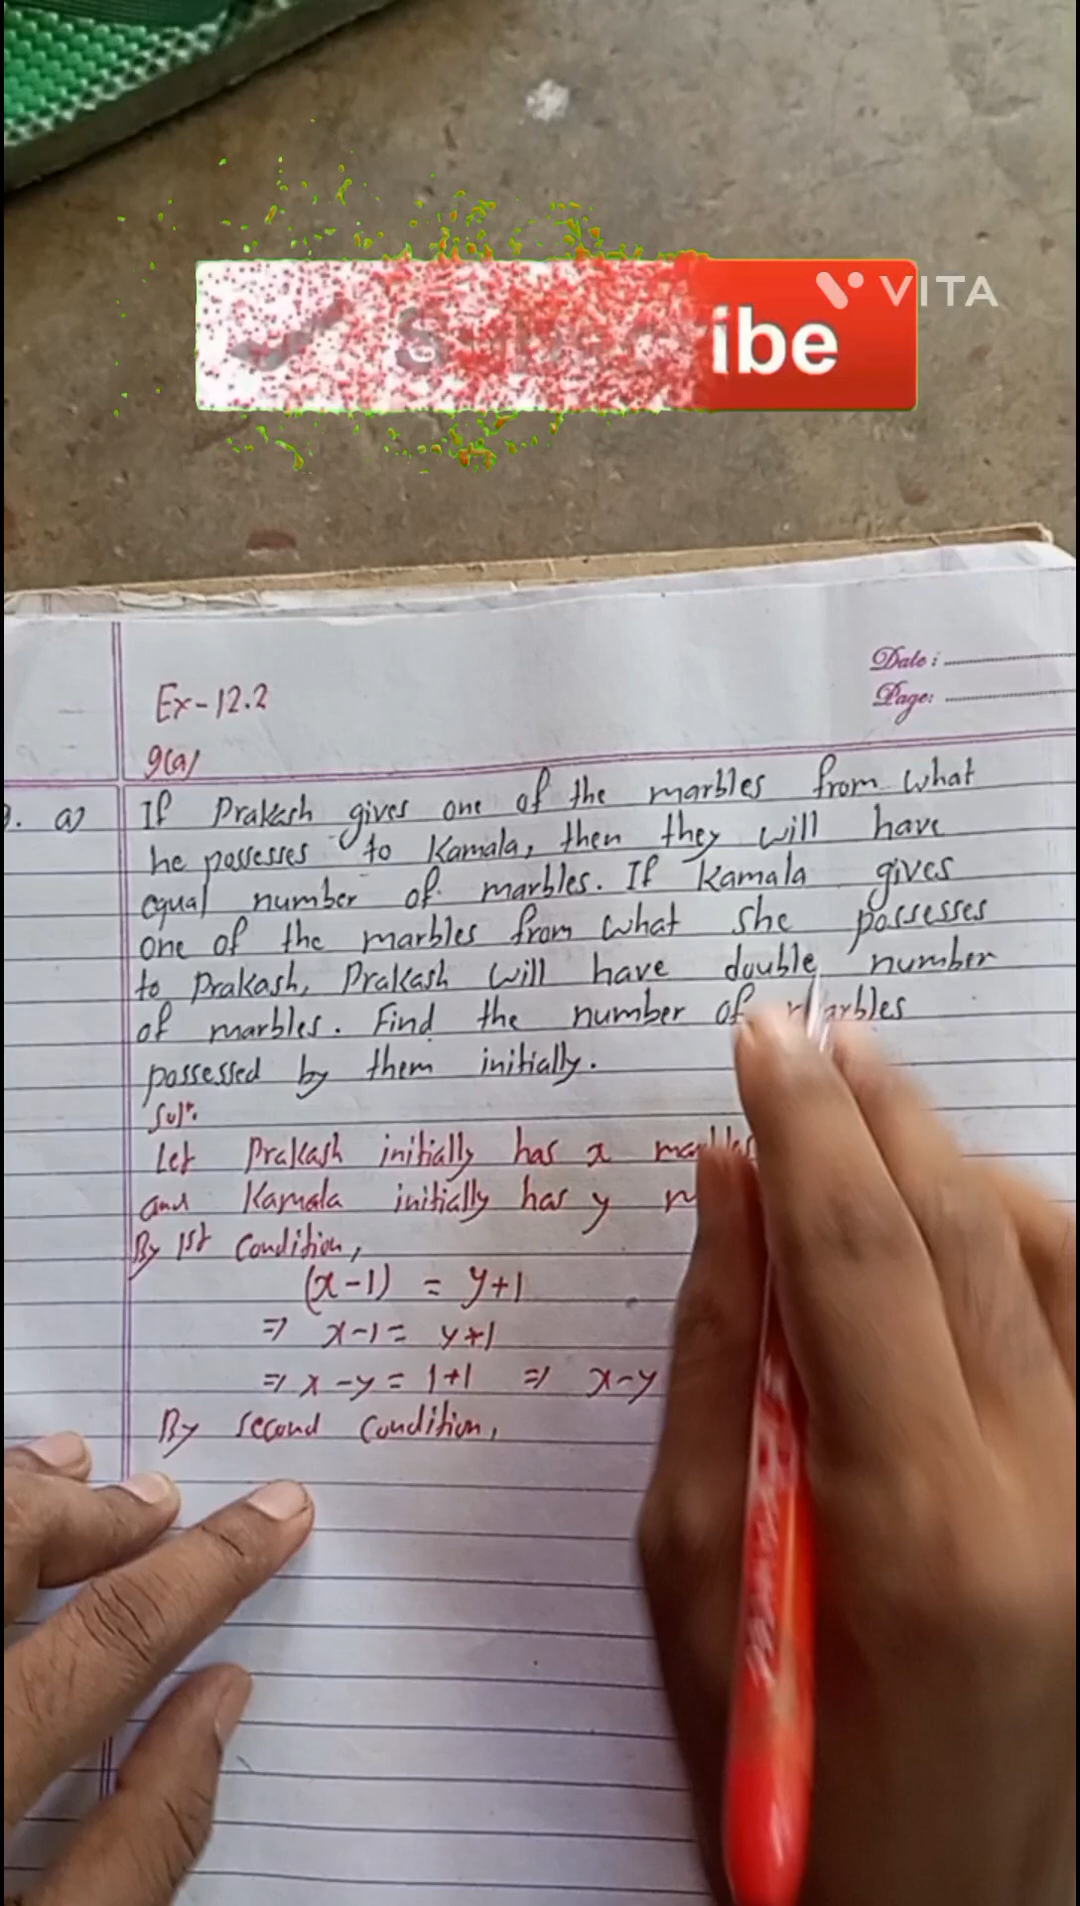 VITA
ibe
Date:
Page:
Ex-12.2
9(a)
a) If Prakash gives one of the marbles from what
he possesses to Kamala, then they will have
equal number of marbles. If Kamala gives
one of the marbles from what she possesses
to Prakash, Prakash will have double number
of marbles. Find the number of marbles
possessed by them initially.
Soln.
Let Prakash initially has x marbles
and Kamala initially has y
By 1st Condition,
(x-1) = y+1
⇒ x-1 = y+1
⇒ x-y = 1+1 ⇒ x-y
By second condition,